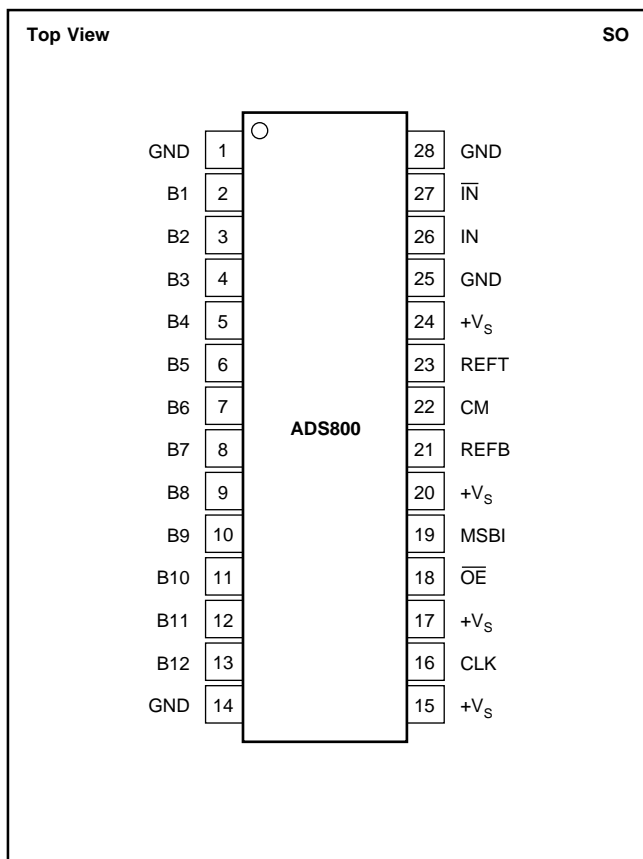 Top View SO
GND 1 28 GND
B1 2 27 I̅N̅
B2 3 26 IN
B3 4 25 GND
B4 5 24 +VS
B5 6 23 REFT
B6 7 22 CM
ADS800
B7 8 21 REFB
B8 9 20 +VS
B9 10 19 MSBI
B10 11 18 O̅E̅
B11 12 17 +VS
B12 13 16 CLK
GND 14 15 +VS